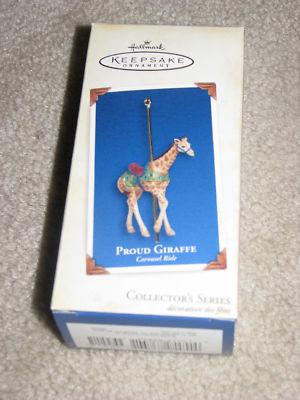 Hallmark
KEEPSAKE
ORNAMENT
PROUD GIRAFFE
Carousel Ride
COLLECTOR'S SERIES
décoration des fêtes